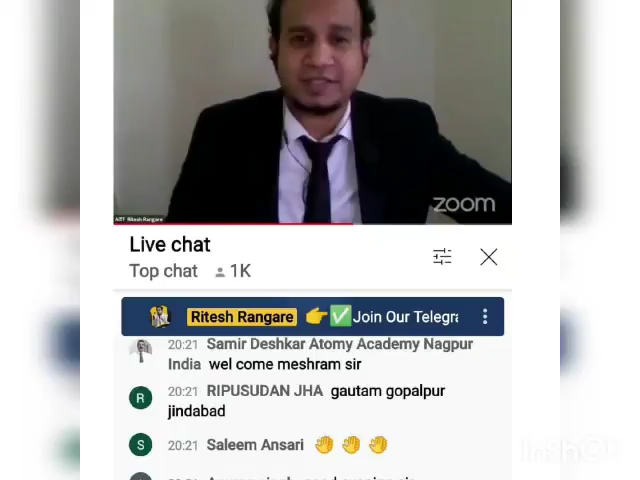 zoom
AEIT Ritesh Rangare
Live chat
Top chat 1K
Ritesh Rangare Join Our Telegra
20:21 Samir Deshkar Atomy Academy Nagpur
India wel come meshram sir
R 20:21 RIPUSUDAN JHA gautam gopalpur
jindabad
S 20:21 Saleem Ansari